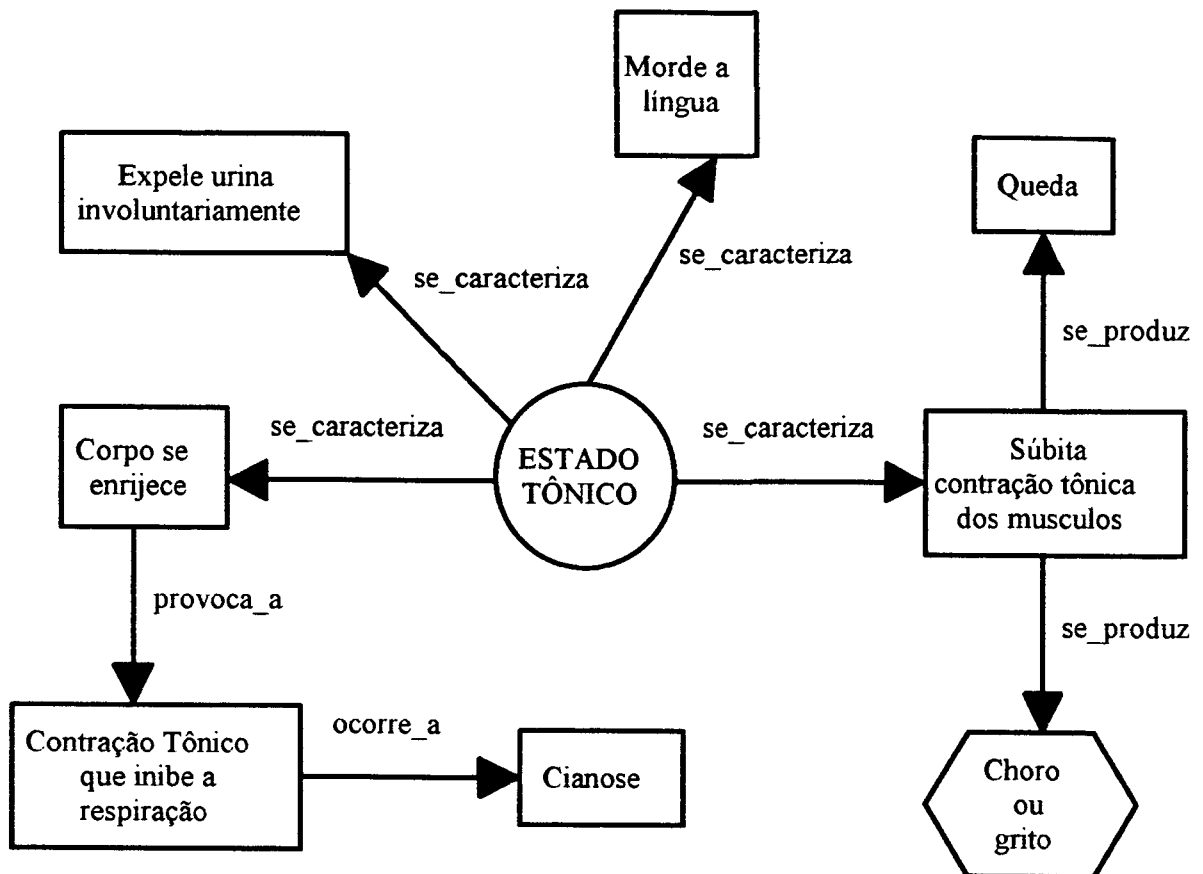 Morde a
língua
Expele urina
involuntariamente
Queda
se_caracteriza
se_caracteriza
se_produz
Corpo se
enrijece
se_caracteriza
ESTADO
TÔNICO
se_caracteriza
Súbita
contração tônica
dos musculos
provoca_a
se_produz
Contração Tônico
que inibe a
respiração
ocorre_a
Cianose
Choro
ou
grito